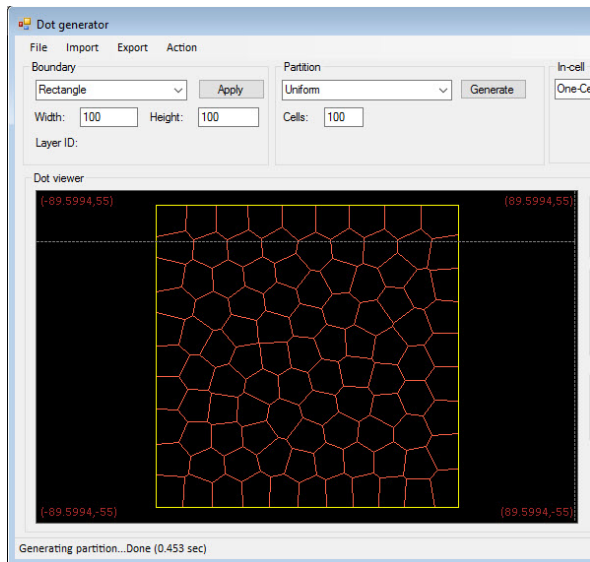 Dot generator
File Import Export Action
Boundary Partition In-cell
Rectangle Apply Uniform Generate One-Ce
Width: 100 Height: 100 Cells: 100
Layer ID:
Dot viewer
(-89.5994,55) (89.5994,55)
(-89.5994,-55) (89.5994,-55)
Generating partition...Done (0.453 sec)